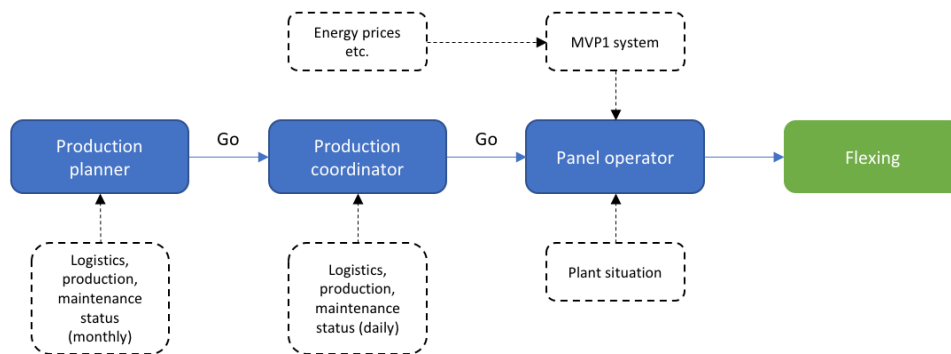 Energy prices
etc.
MVP1 system
Production
planner
Go
Production
coordinator
Go
Panel operator
Flexing
Logistics,
production,
maintenance
status
(monthly)
Logistics,
production,
maintenance
status (daily)
Plant situation